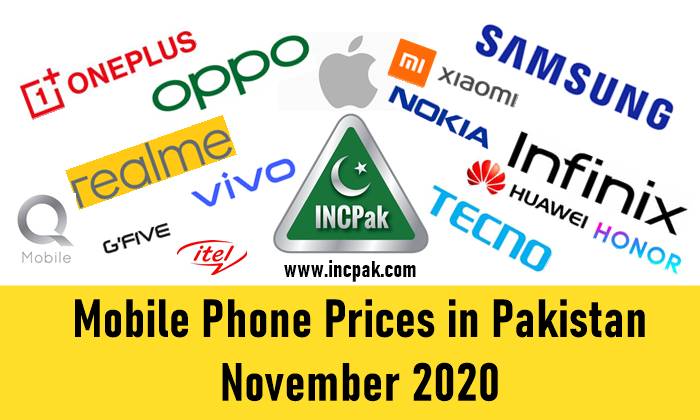 1+ ONEPLUS
oppo
mi xiaomi
SAMSUNG
NOKIA
realme
vivo
Infinix
HUAWEI
HONOR
TECNO
Q
Mobile
G'FIVE
itel
INCPak
www.incpak.com
Mobile Phone Prices in Pakistan
November 2020